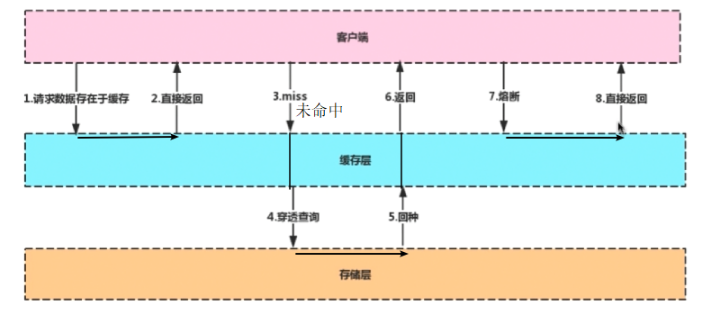 客户端
1.请求数据存在于缓存
2.直接返回
3.miss
未命中
6.返回
7.熔断
8.直接返回
缓存层
4.穿透查询
5.回种
存储层